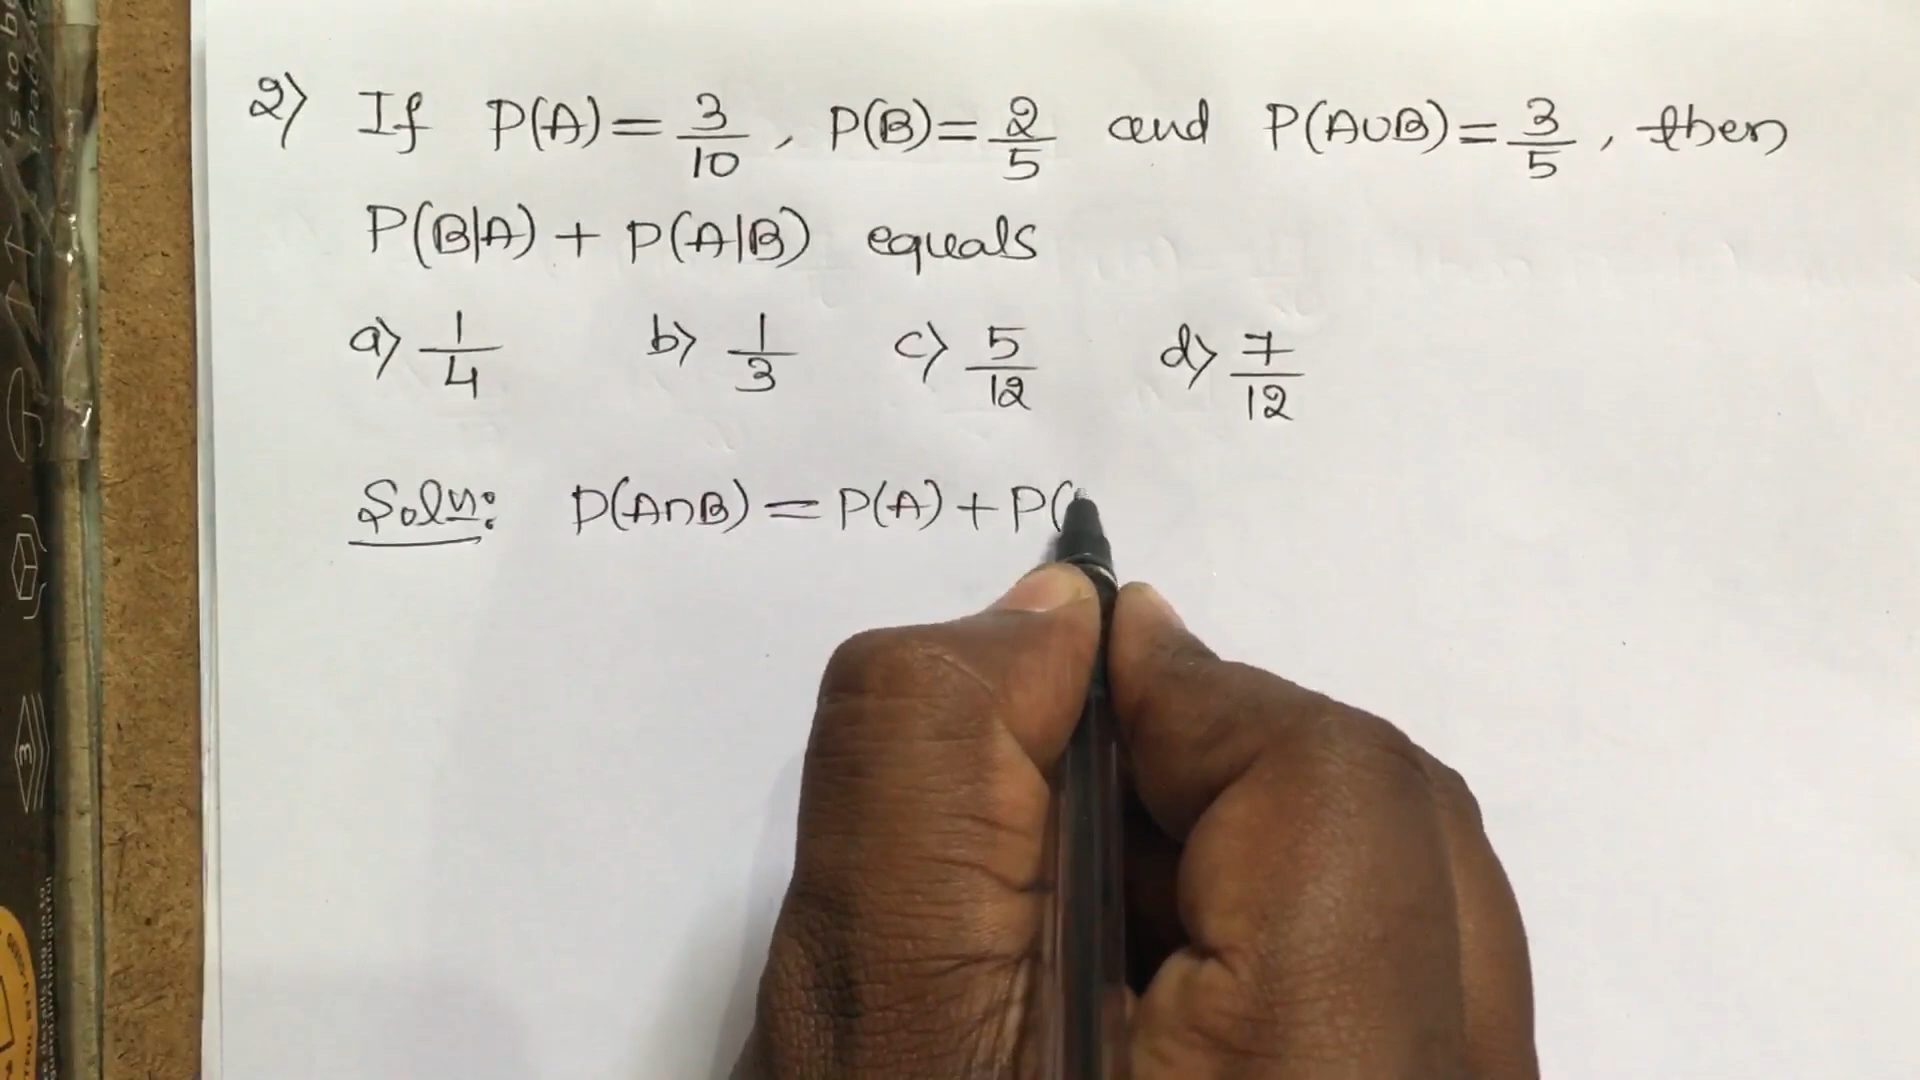 2) If P(A) = 3/10 , P(B) = 2/5 and P(A∪B) = 3/5 , then
P(B|A) + P(A|B) equals
a) 1/4 b) 1/3 c) 5/12 d) 7/12
Soln: P(A∩B) = P(A) + P(